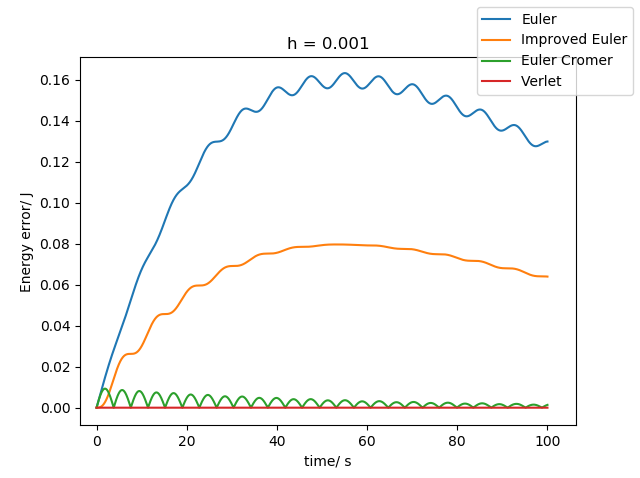 h = 0.001
Euler
Improved Euler
Euler Cromer
Verlet
Energy error/ J
0.16
0.14
0.12
0.10
0.08
0.06
0.04
0.02
0.00
0
20
40
60
80
100
time/ s